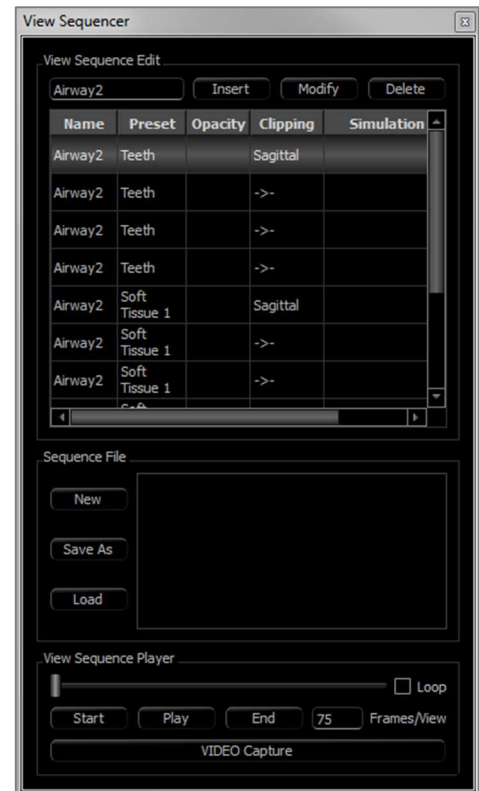 View Sequencer
View Sequence Edit
Airway2 Insert Modify Delete
Name Preset Opacity Clipping Simulation
Airway2 Teeth Sagittal
Airway2 Teeth ->-
Airway2 Teeth ->-
Airway2 Teeth ->-
Airway2 Soft Tissue 1 Sagittal
Airway2 Soft Tissue 1 ->-
Airway2 Soft Tissue 1 ->-
Sequence File
New
Save As
Load
View Sequence Player
Loop
Start Play End 75 Frames/View
VIDEO Capture